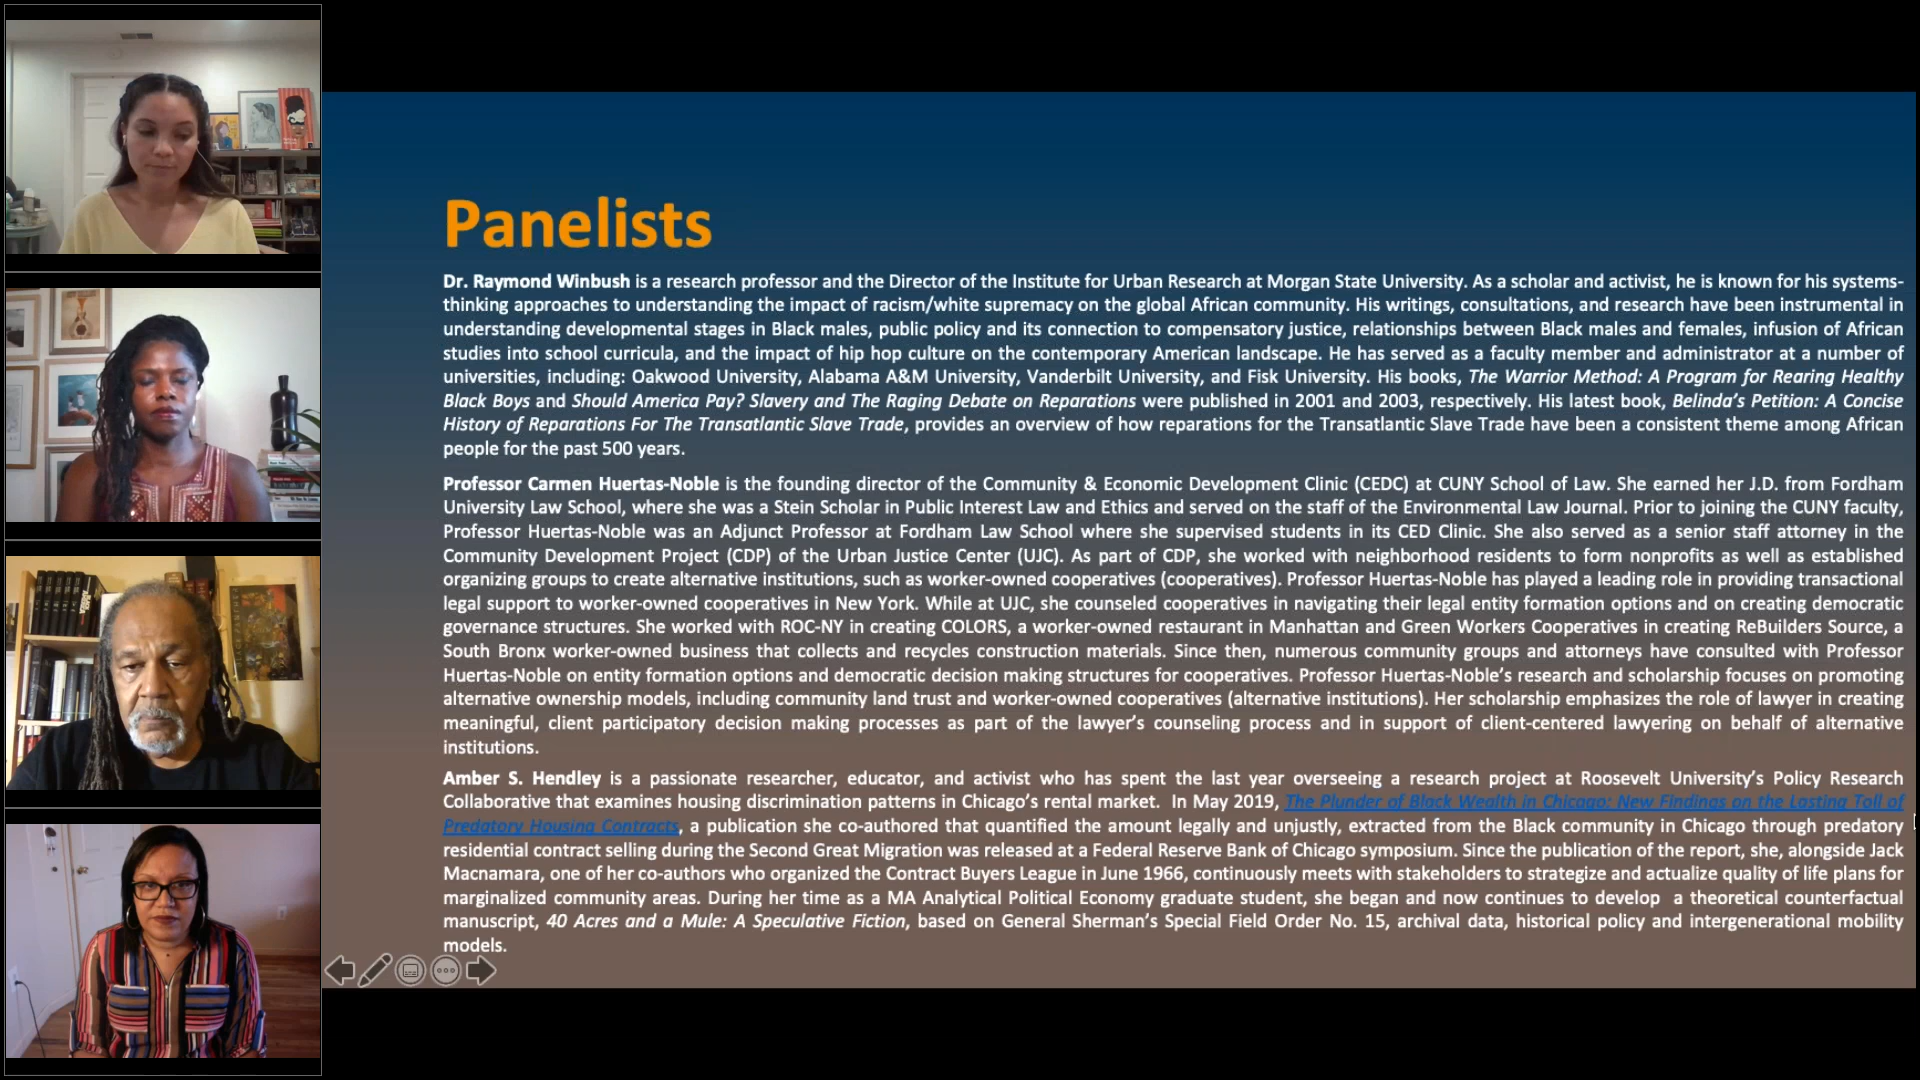 Panelists
Dr. Raymond Winbush is a research professor and the Director of the Institute for Urban Research at Morgan State University. As a scholar and activist, he is known for his systems-
thinking approaches to understanding the impact of racism/white supremacy on the global African community. His writings, consultations, and research have been instrumental in
understanding developmental stages in Black males, public policy and its connection to compensatory justice, relationships between Black males and females, infusion of African
studies into school curricula, and the impact of hip hop culture on the contemporary American landscape. He has served as a faculty member and administrator at a number of
universities, including: Oakwood University, Alabama A&M University, Vanderbilt University, and Fisk University. His books, The Warrior Method: A Program for Rearing Healthy
Black Boys and Should America Pay? Slavery and The Raging Debate on Reparations were published in 2001 and 2003, respectively. His latest book, Belinda's Petition: A Concise
History of Reparations For The Transatlantic Slave Trade, provides an overview of how reparations for the Transatlantic Slave Trade have been a consistent theme among African
people for the past 500 years.
Professor Carmen Huertas-Noble is the founding director of the Community & Economic Development Clinic (CEDC) at CUNY School of Law. She earned her J.D. from Fordham
University Law School, where she was a Stein Scholar in Public Interest Law and Ethics and served on the staff of the Environmental Law Journal. Prior to joining the CUNY faculty,
Professor Huertas-Noble was an Adjunct Professor at Fordham Law School where she supervised students in its CED Clinic. She also served as a senior staff attorney in the
Community Development Project (CDP) of the Urban Justice Center (UJC). As part of CDP, she worked with neighborhood residents to form nonprofits as well as established
organizing groups to create alternative institutions, such as worker-owned cooperatives (cooperatives). Professor Huertas-Noble has played a leading role in providing transactional
legal support to worker-owned cooperatives in New York. While at UJC, she counseled cooperatives in navigating their legal entity formation options and on creating democratic
governance structures. She worked with ROC-NY in creating COLORS, a worker-owned restaurant in Manhattan and Green Workers Cooperatives in creating ReBuilders Source, a
South Bronx worker-owned business that collects and recycles construction materials. Since then, numerous community groups and attorneys have consulted with Professor
Huertas-Noble on entity formation options and democratic decision making structures for cooperatives. Professor Huertas-Noble's research and scholarship focuses on promoting
alternative ownership models, including community land trust and worker-owned cooperatives (alternative institutions). Her scholarship emphasizes the role of lawyer in creating
meaningful, client participatory decision making processes as part of the lawyer's counseling process and in support of client-centered lawyering on behalf of alternative
institutions.
Amber S. Hendley is a passionate researcher, educator, and activist who has spent the last year overseeing a research project at Roosevelt University's Policy Research
Collaborative that examines housing discrimination patterns in Chicago's rental market. In May 2019, The Plunder of Black Wealth in Chicago: New Findings on the Lasting Toll of
Predatory Housing Contracts, a publication she co-authored that quantified the amount legally and unjustly, extracted from the Black community in Chicago through predatory
residential contract selling during the Second Great Migration was released at a Federal Reserve Bank of Chicago symposium. Since the publication of the report, she, alongside Jack
Macnamara, one of her co-authors who organized the Contract Buyers League in June 1966, continuously meets with stakeholders to strategize and actualize quality of life plans for
marginalized community areas. During her time as a MA Analytical Political Economy graduate student, she began and now continues to develop a theoretical counterfactual
manuscript, 40 Acres and a Mule: A Speculative Fiction, based on General Sherman's Special Field Order No. 15, archival data, historical policy and intergenerational mobility
models.